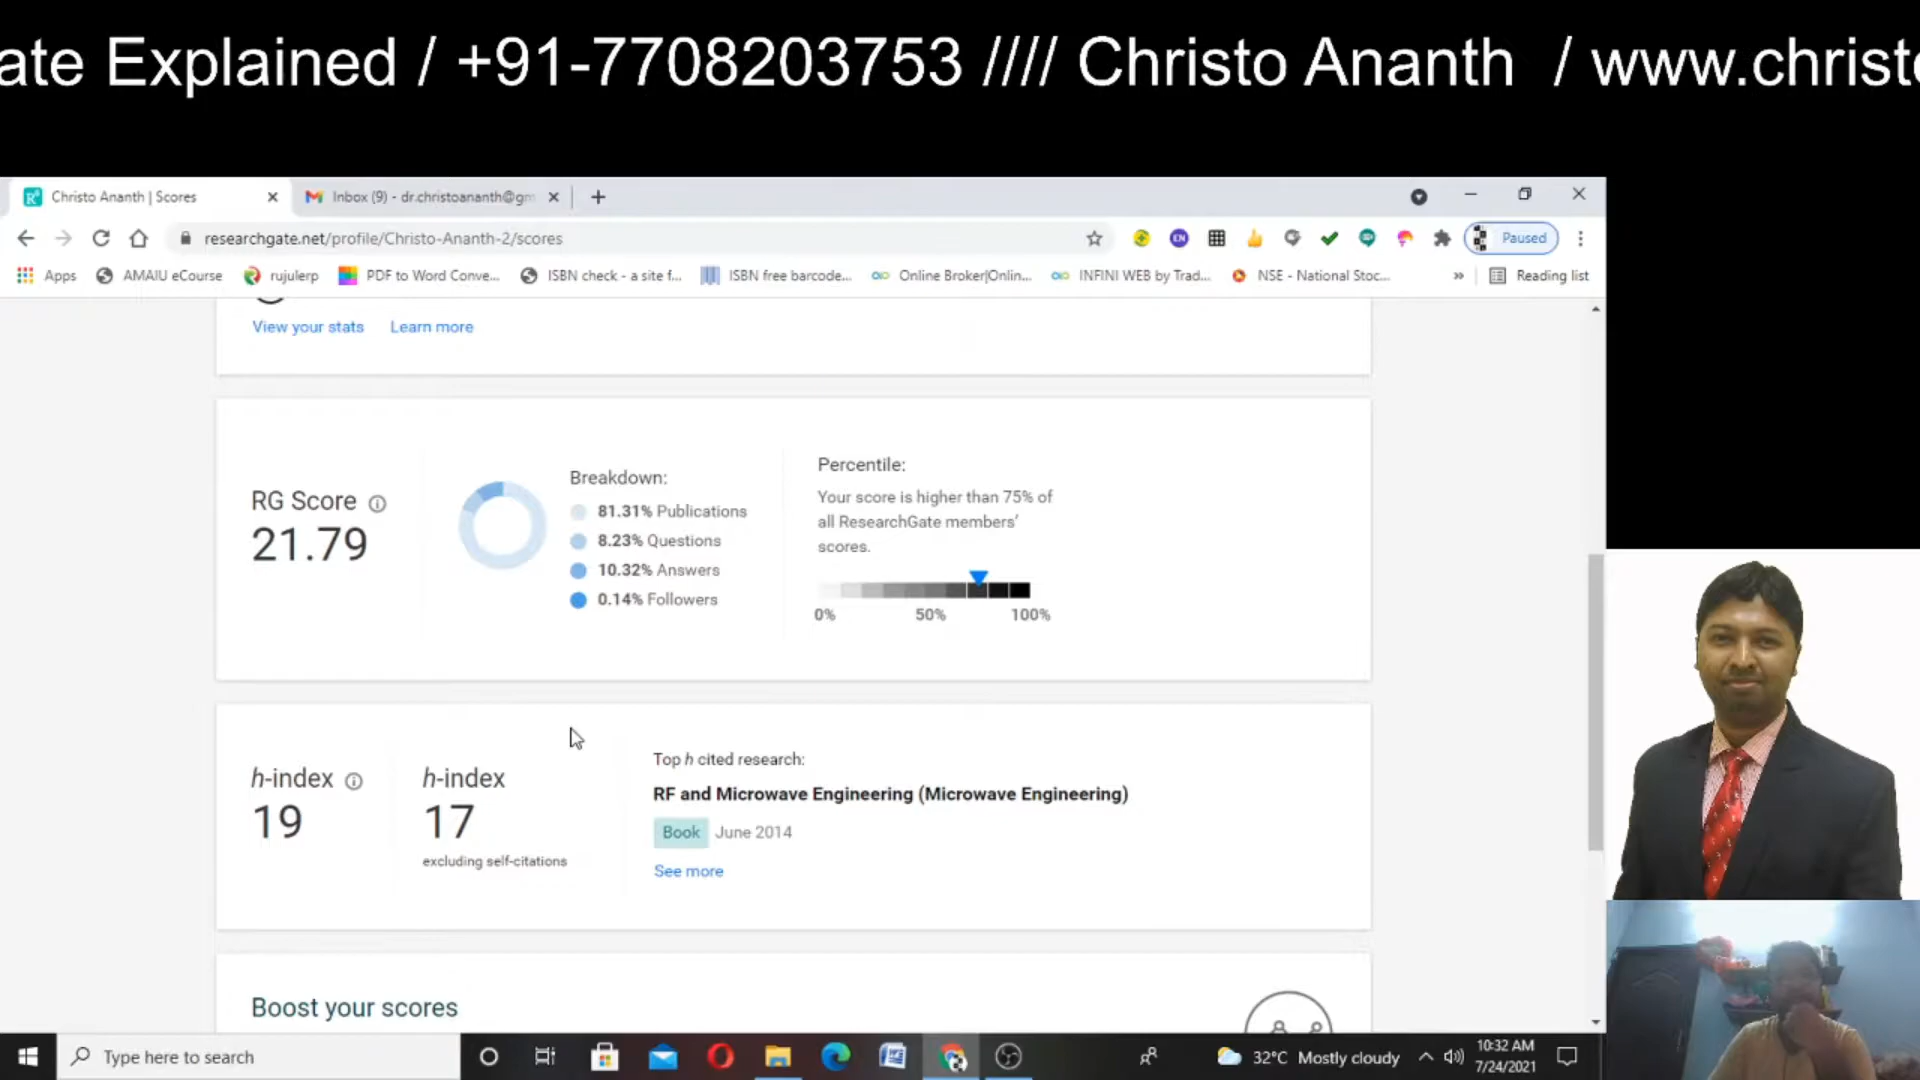 ate Explained / +91-7708203753 //// Christo Ananth / www.christ
Christo Ananth | Scores
Inbox (9) - dr.christoananth@gm
researchgate.net/profile/Christo-Ananth-2/scores
EN
Paused
Apps
AMAIU eCourse
rujulerp
PDF to Word Conve...
ISBN check - a site f...
ISBN free barcode...
Online Broker|Onlin...
INFINI WEB by Trad...
NSE - National Stoc...
»
Reading list
View your stats
Learn more
RG Score
21.79
Breakdown:
81.31% Publications
8.23% Questions
10.32% Answers
0.14% Followers
Percentile:
Your score is higher than 75% of
all ResearchGate members'
scores.
0% 50% 100%
h-index
19
h-index
17
excluding self-citations
Top h cited research:
RF and Microwave Engineering (Microwave Engineering)
Book June 2014
See more
Boost your scores
Type here to search
32°C Mostly cloudy
10:32 AM
7/24/2021